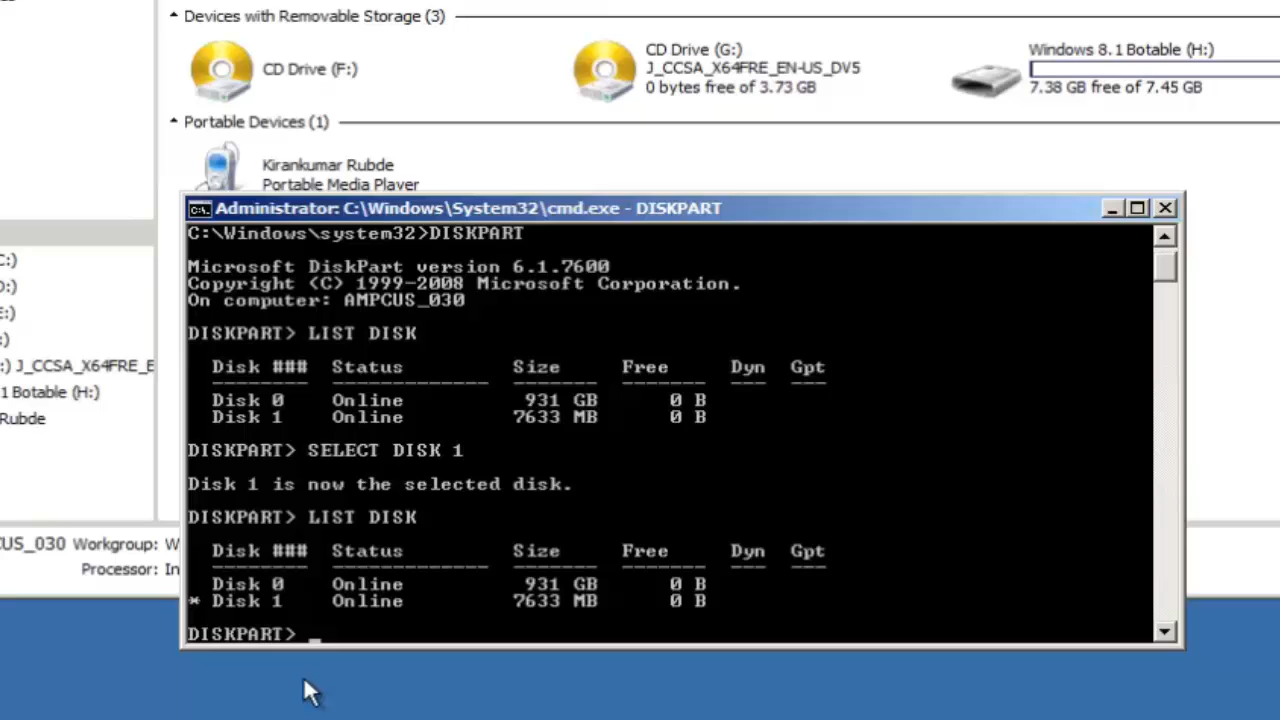 Devices with Removable Storage (3)
CD Drive (F:)
CD Drive (G:)
J_CCSA_X64FRE_EN-US_DV5
0 bytes free of 3.73 GB
Windows 8.1 Botable (H:)
7.38 GB free of 7.45 GB
Portable Devices (1)
Kirankumar Rubde
Portable Media Player
C:)
D:)
E:)
:)
:) J_CCSA_X64FRE_E
1 Botable (H:)
Rubde
CUS_030 Workgroup: W
Processor: In
Administrator: C:\Windows\System32\cmd.exe - DISKPART
C:\Windows\system32>DISKPART
Microsoft DiskPart version 6.1.7600
Copyright (C) 1999-2008 Microsoft Corporation.
On computer: AMPCUS_030
DISKPART> LIST DISK
Disk ### Status Size Free Dyn Gpt
-------- ------------- ------- ------- --- ---
Disk 0 Online 931 GB 0 B
Disk 1 Online 7633 MB 0 B
DISKPART> SELECT DISK 1
Disk 1 is now the selected disk.
DISKPART> LIST DISK
Disk ### Status Size Free Dyn Gpt
-------- ------------- ------- ------- --- ---
Disk 0 Online 931 GB 0 B
* Disk 1 Online 7633 MB 0 B
DISKPART> _